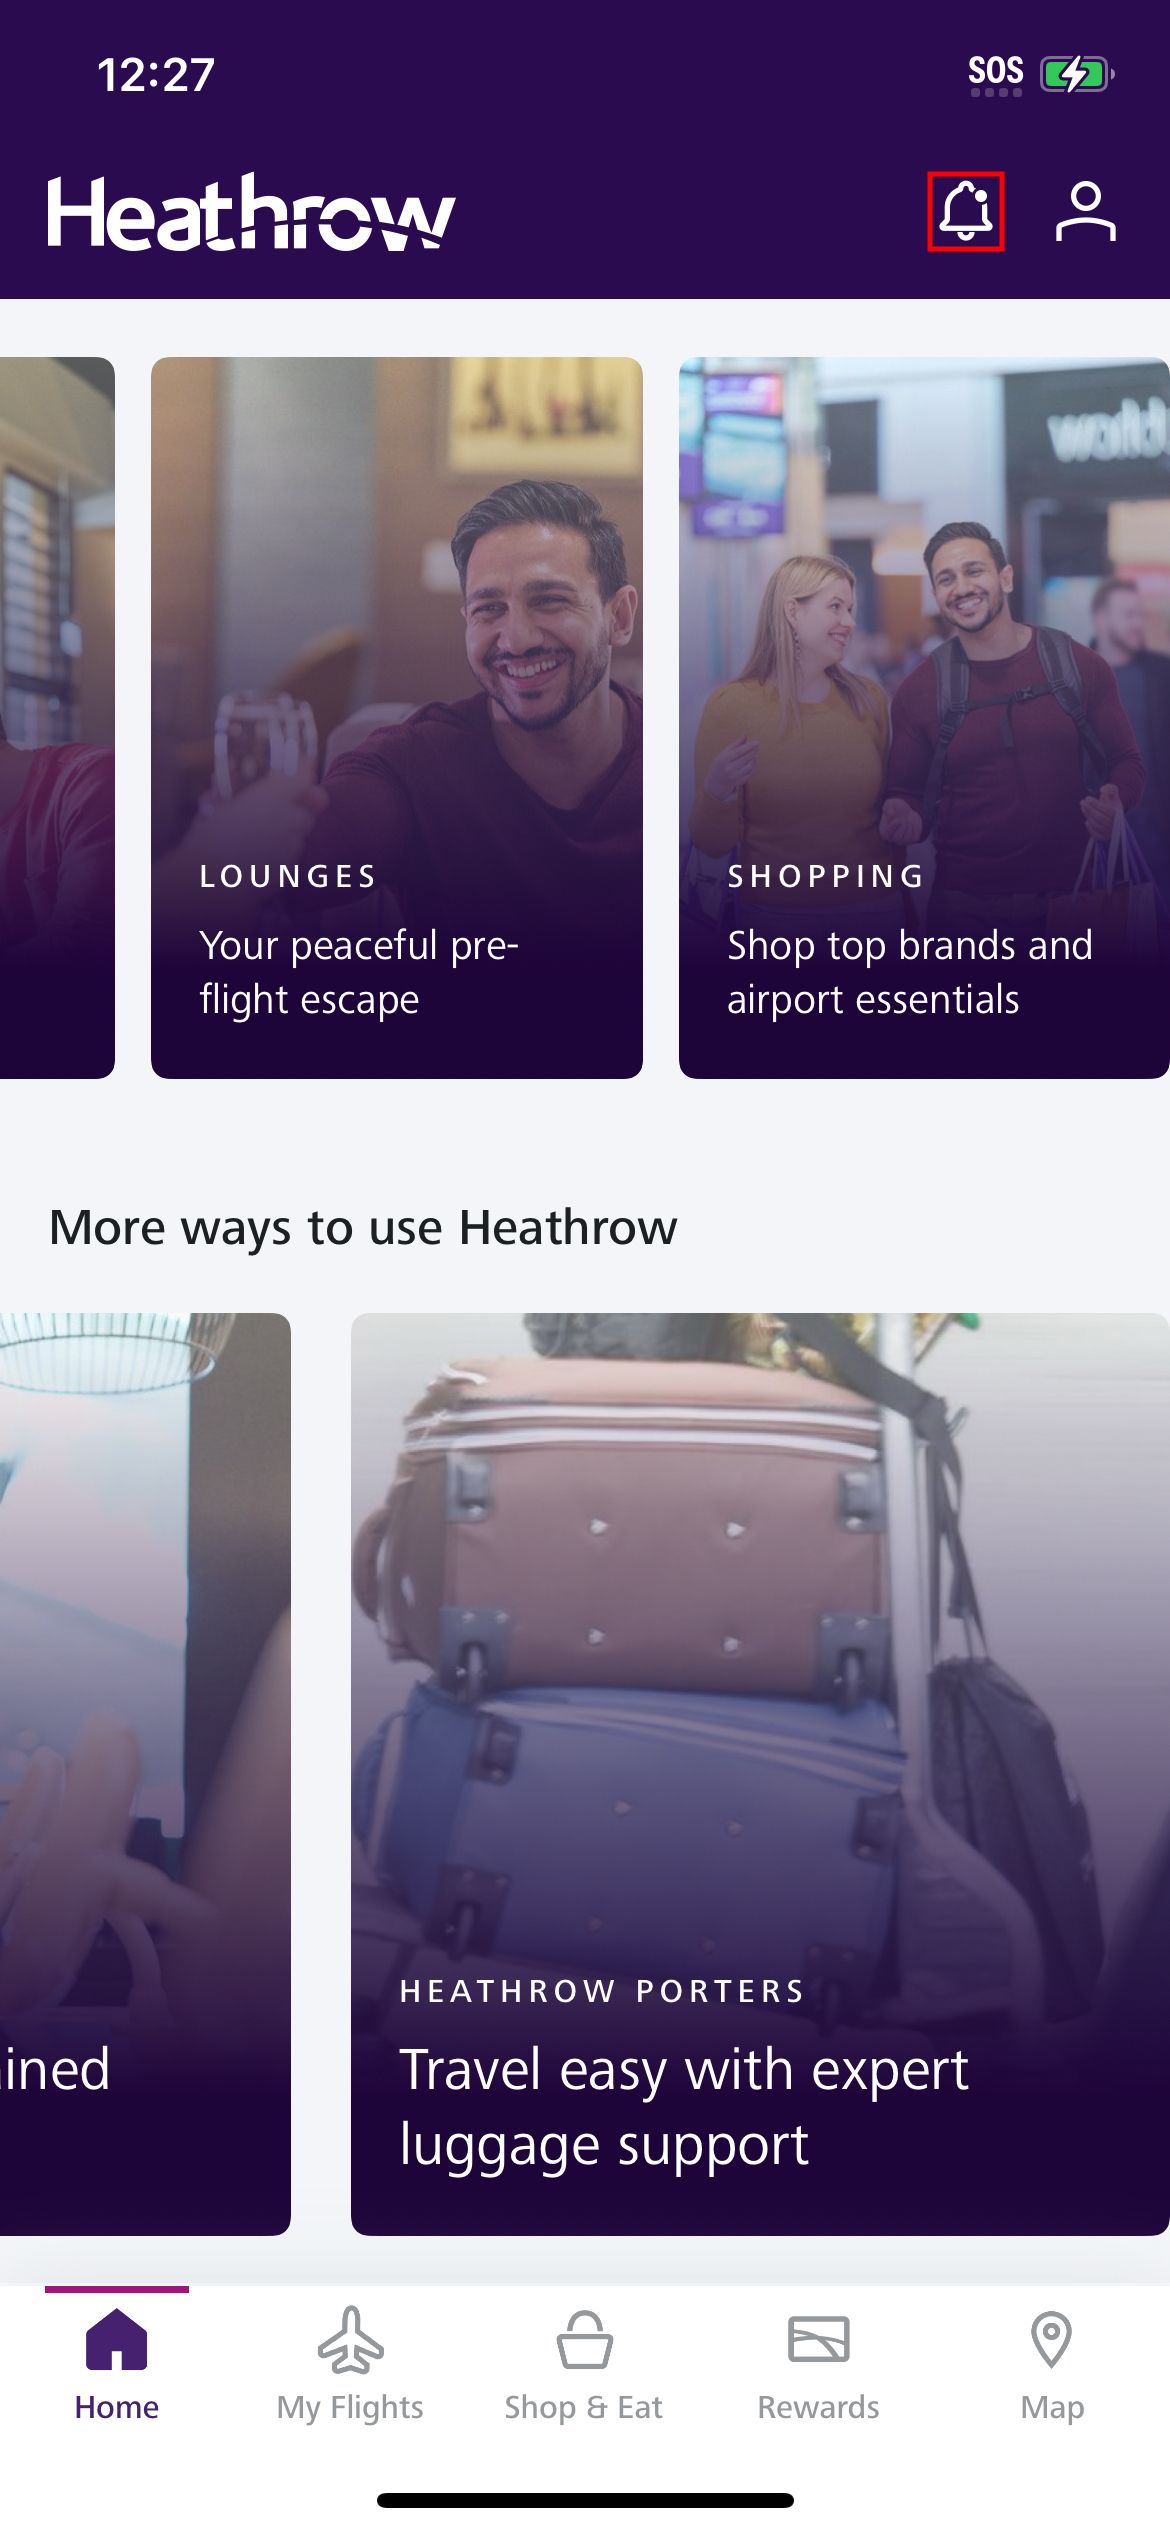 12:27
SOS
Heathrow
LOUNGES
Your peaceful pre-
flight escape
SHOPPING
Shop top brands and
airport essentials
More ways to use Heathrow
HEATHROW PORTERS
Travel easy with expert
luggage support
Home
My Flights
Shop & Eat
Rewards
Map